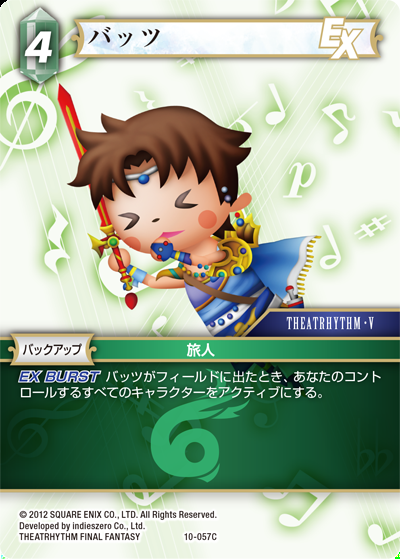 4
バッツ
EX
p
THEATRHYTHM・V
バックアップ
旅人
EX BURST バッツがフィールドに出たとき、あなたのコント
ロールするすべてのキャラクターをアクティブにする。
6
© 2012 SQUARE ENIX CO., LTD. All Rights Reserved.
Developed by indieszero Co., Ltd.
THEATRHYTHM FINAL FANTASY
10-057C